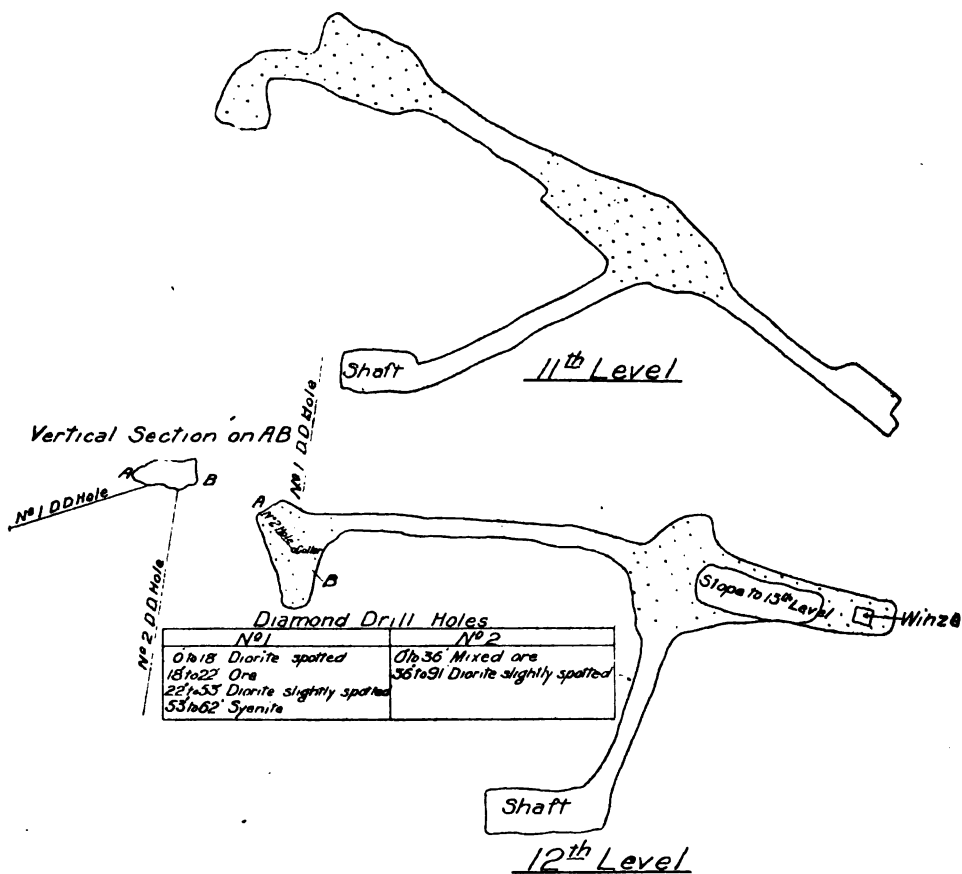 Shaft
11th Level
Nº 1 DD Hole
Vertical Section on AB
A
B
Nº 1 DD Hole
Nº 2 DD Hole
A
Nº 2 Hole
Collar
B
Slope to 13th Level
Winze
Diamond Drill Holes
Nº 1
Nº 2
0 to 18' Diorite spotted
0 to 36' Mixed ore
18' to 22' Ore
36' to 91' Diorite slightly spotted
22' to 53' Diorite slightly spotted
53' to 62' Syenite
Shaft
12th Level